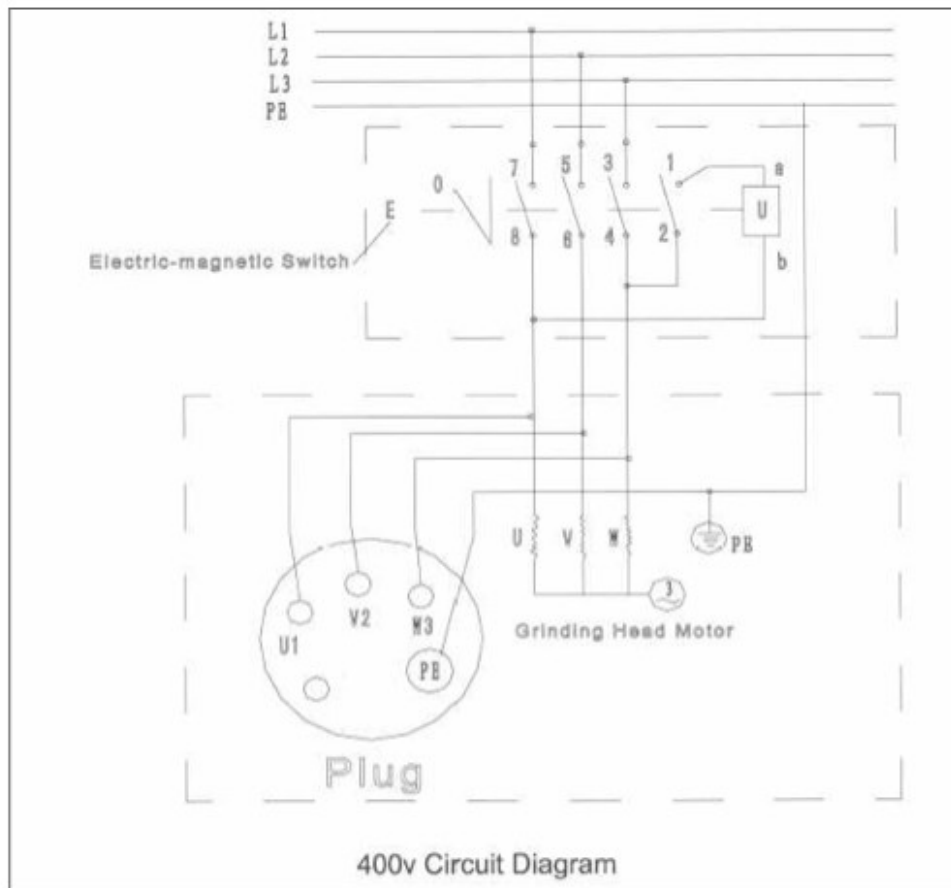 L1
L2
L3
PE
7 5 3 1 a
0
E U
8 6 4 2
b
Electric-magnetic Switch
U V W PE
3
V2 W3
U1
Grinding Head Motor
PE
Plug
400v Circuit Diagram